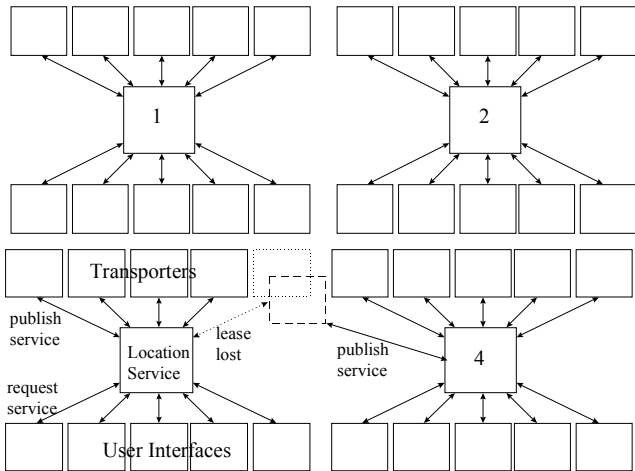 1
2
Transporters
publish
service
lease
lost
Location
Service
publish
service
4
request
service
User Interfaces